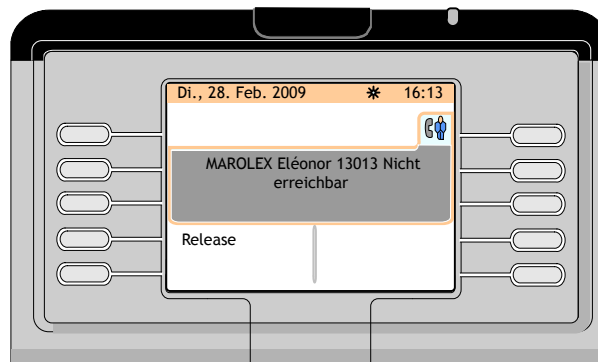 Di., 28. Feb. 2009 16:13
MAROLEX Eléonor 13013 Nicht
erreichbar
Release